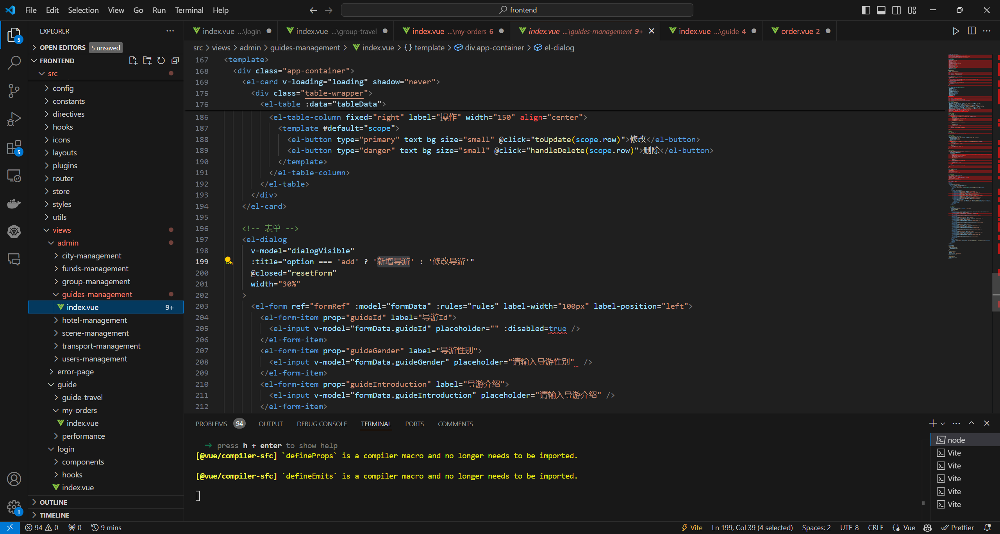 File Edit Selection View Go Run Terminal Help
frontend
EXPLORER
OPEN EDITORS 5 unsaved
FRONTEND
src
config
constants
directives
hooks
icons
layouts
plugins
router
store
styles
utils
views
admin
city-management
funds-management
group-management
guides-management
index.vue 9+
hotel-management
scene-management
transport-management
users-management
error-page
guide
guide-travel
my-orders
index.vue
performance
login
components
hooks
index.vue
OUTLINE
TIMELINE
5
5
1
index.vue ...\login index.vue ...\group-travel index.vue ...\my-orders 6 index.vue ...\guides-management 9+ index.vue ...\guide 4 order.vue 2
src > views > admin > guides-management > index.vue > {} template > div.app-container > el-dialog
167 <template>
168 <div class="app-container">
169 <el-card v-loading="loading" shadow="never">
175 <div class="table-wrapper">
176 <el-table :data="tableData">
186 <el-table-column fixed="right" label="操作" width="150" align="center">
187 <template #default="scope">
188 <el-button type="primary" text bg size="small" @click="toUpdate(scope.row)">修改</el-button>
189 <el-button type="danger" text bg size="small" @click="handleDelete(scope.row)">删除</el-button>
190 </template>
191 </el-table-column>
192 </el-table>
193 </div>
194 </el-card>
195
196 <!-- 表单 -->
197 <el-dialog
198 v-model="dialogVisible"
199 :title="option === 'add' ? '新增导游' : '修改导游'"
200 @closed="resetForm"
201 width="30%"
202 >
203 <el-form ref="formRef" :model="formData" :rules="rules" label-width="100px" label-position="left">
204 <el-form-item prop="guideId" label="导游Id">
205 <el-input v-model="formData.guideId" placeholder="" :disabled=true />
206 </el-form-item>
207 <el-form-item prop="guideGender" label="导游性别">
208 <el-input v-model="formData.guideGender" placeholder="请输入导游性别"  />
209 </el-form-item>
210 <el-form-item prop="guideIntroduction" label="导游介绍">
211 <el-input v-model="formData.guideIntroduction" placeholder="请输入导游介绍" />
212 </el-form-item>
PROBLEMS 94 OUTPUT DEBUG CONSOLE TERMINAL PORTS COMMENTS
➜ press h + enter to show help
[@vue/compiler-sfc] `defineProps` is a compiler macro and no longer needs to be imported.
[@vue/compiler-sfc] `defineEmits` is a compiler macro and no longer needs to be imported.
node
Vite
Vite
Vite
Vite
Vite
94 0 0 9 mins Vite Ln 199, Col 39 (4 selected) Spaces: 2 UTF-8 CRLF {} Vue Prettier